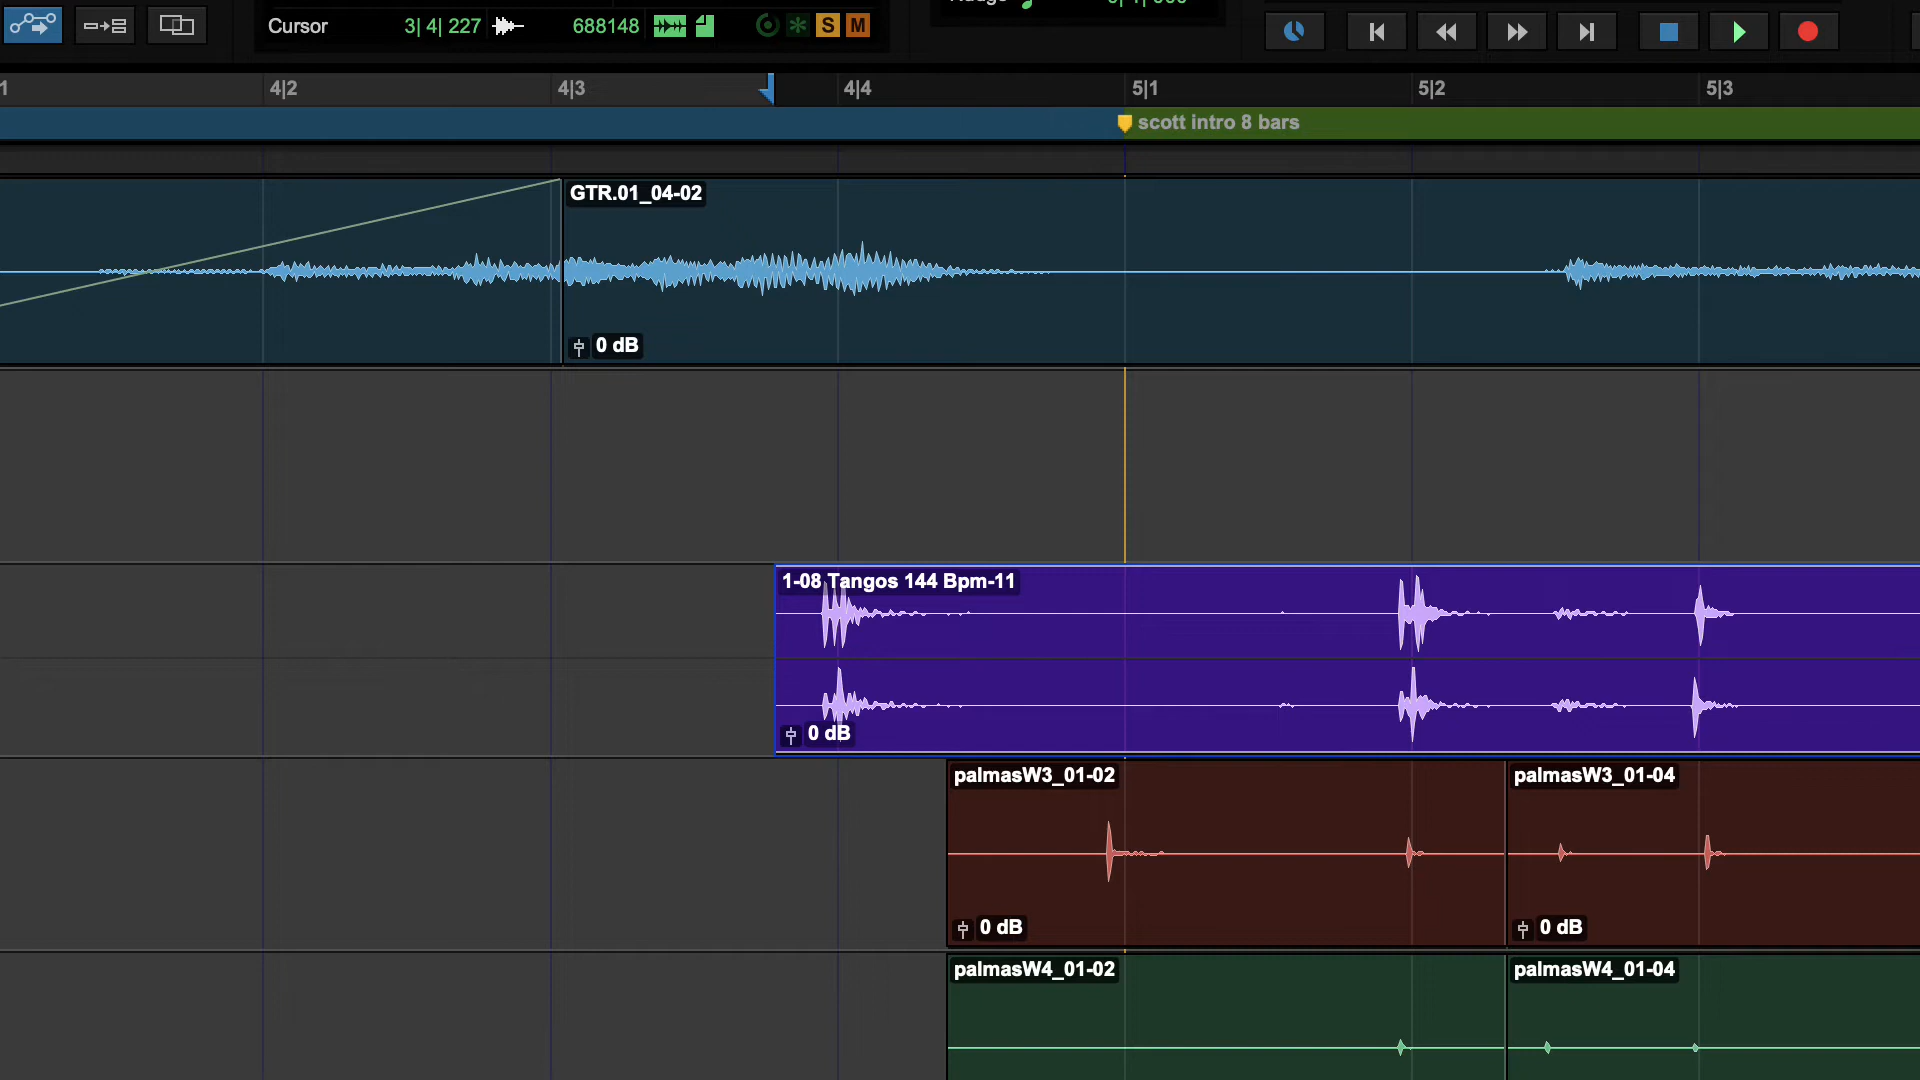 Cursor 3| 4| 227 688148 S M
1 4|2 4|3 4|4 5|1 5|2 5|3
scott intro 8 bars
GTR.01_04-02
0 dB
1-08 Tangos 144 Bpm-11
0 dB
palmasW3_01-02 palmasW3_01-04
0 dB 0 dB
palmasW4_01-02 palmasW4_01-04